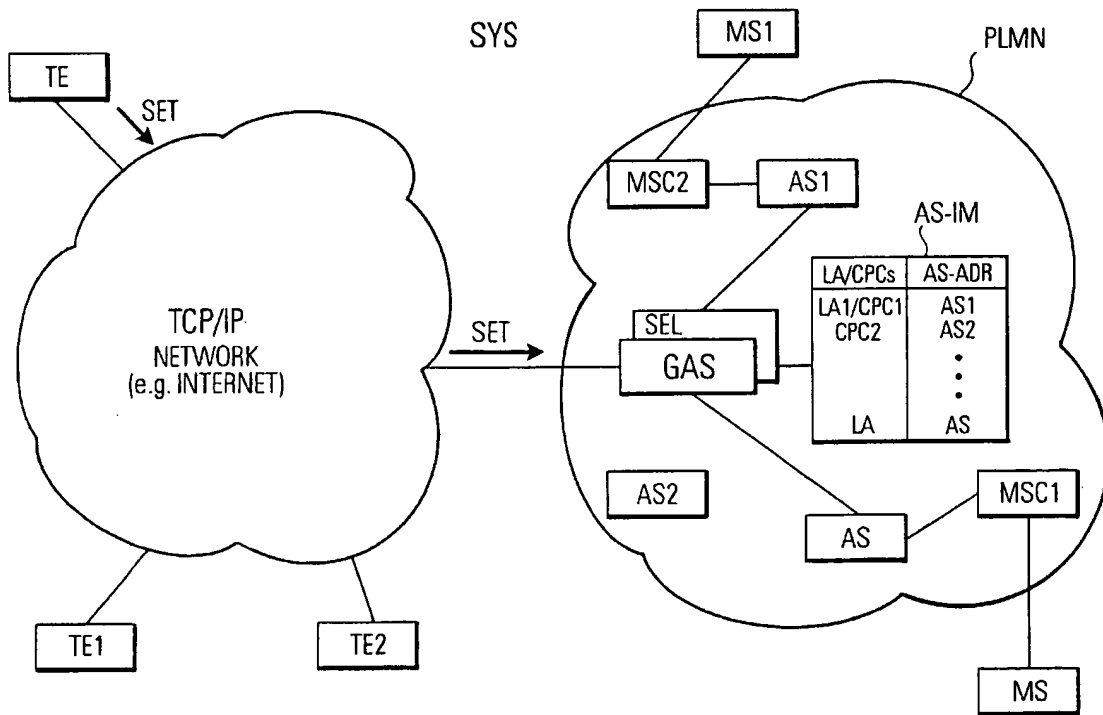 SYS
MS1
PLMN
TE
SET
MSC2
AS1
AS-IM
LA/CPCs AS-ADR
LA1/CPC1 AS1
CPC2 AS2
LA AS
TCP/IP
NETWORK
(e.g. INTERNET)
SET
SEL
GAS
AS2
MSC1
AS
TE1
TE2
MS